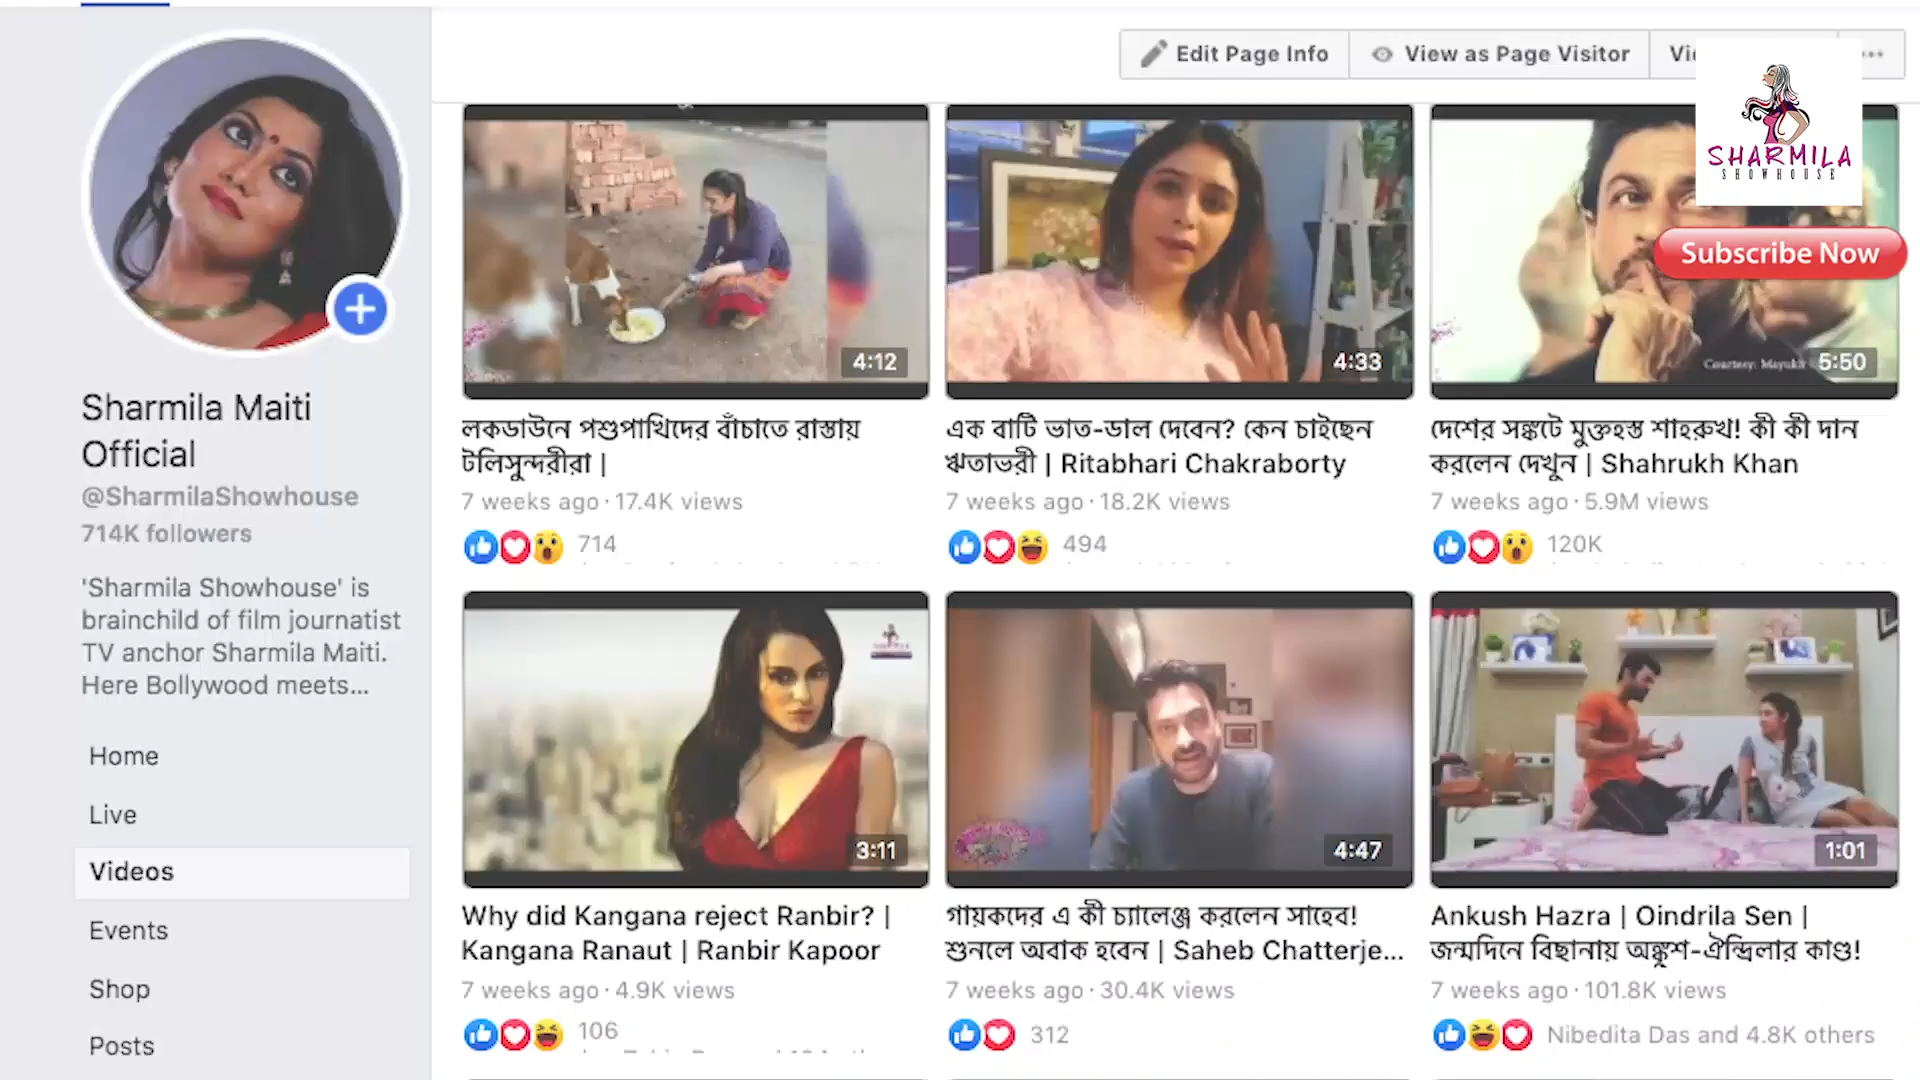 Edit Page Info
View as Page Visitor
SHARMILA
SHOWHOUSE
Subscribe Now
Sharmila Maiti
Official
@SharmilaShowhouse
714K followers
'Sharmila Showhouse' is
brainchild of film journatist
TV anchor Sharmila Maiti.
Here Bollywood meets...
Home
Live
Videos
Events
Shop
Posts
4:12
লকডাউনে পশুপাখিদের বাঁচাতে রাস্তায়
টলিসুন্দরীরা |
7 weeks ago · 17.4K views
714
4:33
এক বাটি ভাত-ডাল দেবেন? কেন চাইছেন
ঋতাভরী | Ritabhari Chakraborty
7 weeks ago · 18.2K views
494
Courtesy: Mayukh
5:50
দেশের সঙ্কটে মুক্তহস্ত শাহরুখ! কী কী দান
করলেন দেখুন | Shahrukh Khan
7 weeks ago · 5.9M views
120K
SHARMILA
3:11
Why did Kangana reject Ranbir? |
Kangana Ranaut | Ranbir Kapoor
7 weeks ago · 4.9K views
106
4:47
গায়কদের এ কী চ্যালেঞ্জ করলেন সাহেব!
শুনলে অবাক হবেন | Saheb Chatterje...
7 weeks ago · 30.4K views
312
1:01
Ankush Hazra | Oindrila Sen |
জন্মদিনে বিছানায় অঙ্কুশ-ঐন্দ্রিলার কাণ্ড!
7 weeks ago · 101.8K views
Nibedita Das and 4.8K others